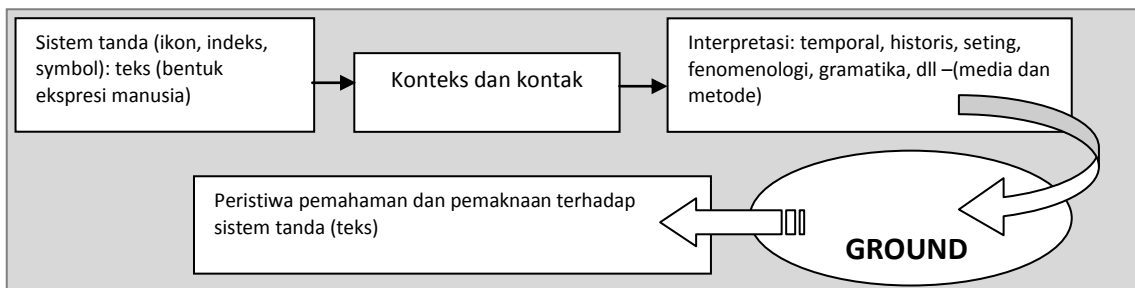 Sistem tanda (ikon, indeks,
symbol): teks (bentuk
ekspresi manusia)
Konteks dan kontak
Interpretasi: temporal, historis, seting,
fenomenologi, gramatika, dll –(media dan
metode)
GROUND
Peristiwa pemahaman dan pemaknaan terhadap
sistem tanda (teks)